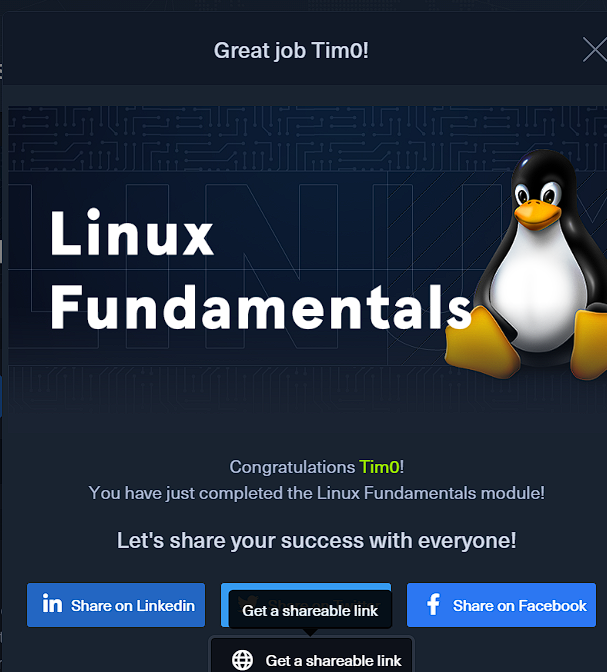 Great job Tim0!
Linux
Fundamentals
Congratulations Tim0!
You have just completed the Linux Fundamentals module!
Let's share your success with everyone!
Share on Linkedin
Get a shareable link
Share on Facebook
Get a shareable link